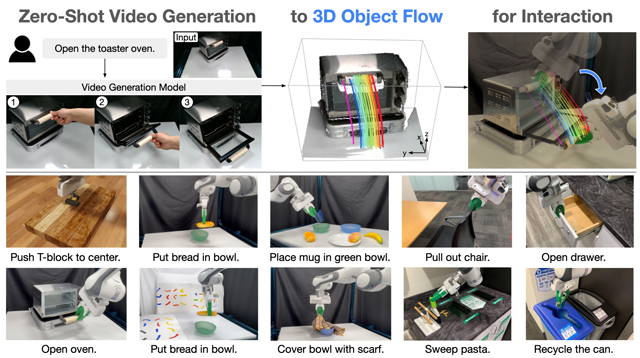 Zero-Shot Video Generation to 3D Object Flow for Interaction
Open the toaster oven.
Input
Video Generation Model
1 2 3
z
x
y
Push T-block to center. Put bread in bowl. Place mug in green bowl. Pull out chair. Open drawer.
Open oven. Put bread in bowl. Cover bowl with scarf. Sweep pasta. Recycle the can.